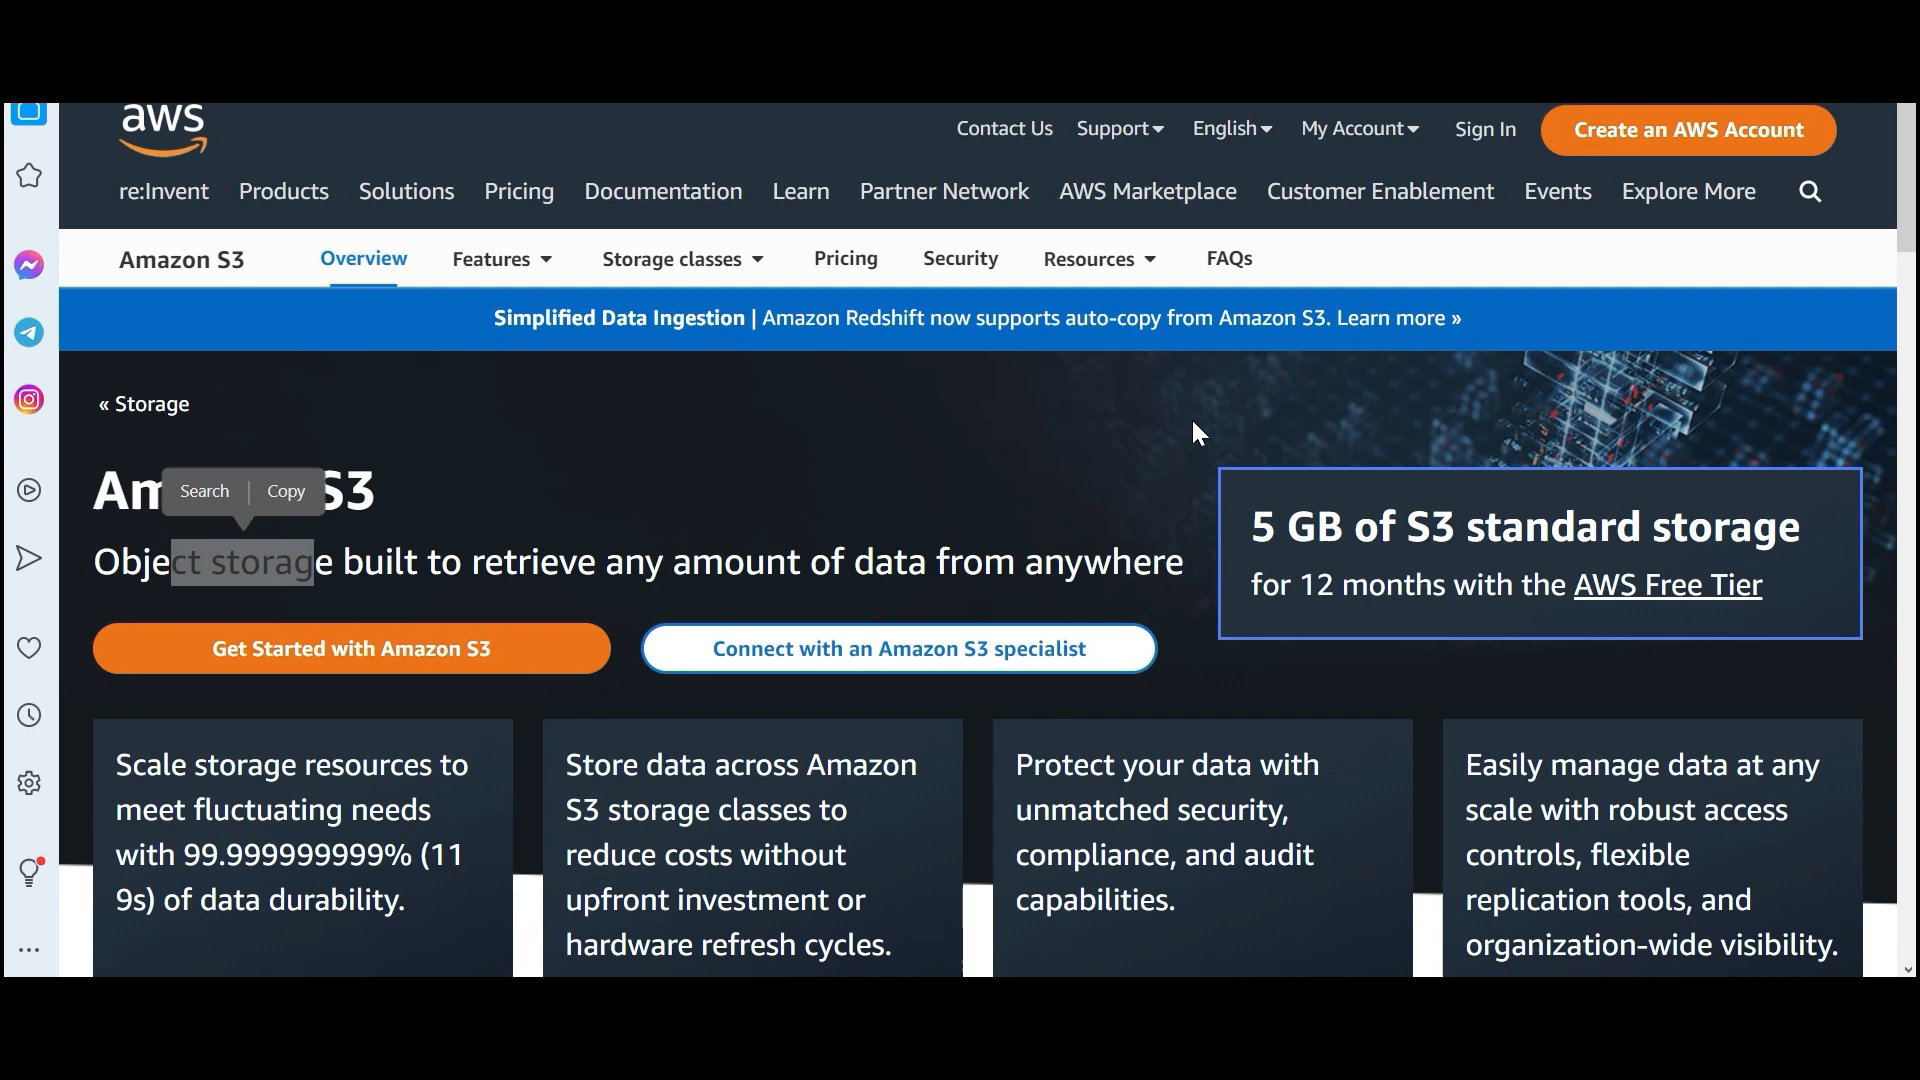 aws
Contact Us Support English My Account Sign In Create an AWS Account
re:Invent Products Solutions Pricing Documentation Learn Partner Network AWS Marketplace Customer Enablement Events Explore More
Amazon S3 Overview Features Storage classes Pricing Security Resources FAQs
Simplified Data Ingestion | Amazon Redshift now supports auto-copy from Amazon S3. Learn more »
« Storage
Am S3
Search Copy
Object storage built to retrieve any amount of data from anywhere
5 GB of S3 standard storage
for 12 months with the AWS Free Tier
Get Started with Amazon S3 Connect with an Amazon S3 specialist
Scale storage resources to
meet fluctuating needs
with 99.999999999% (11
9s) of data durability.
Store data across Amazon
S3 storage classes to
reduce costs without
upfront investment or
hardware refresh cycles.
Protect your data with
unmatched security,
compliance, and audit
capabilities.
Easily manage data at any
scale with robust access
controls, flexible
replication tools, and
organization-wide visibility.